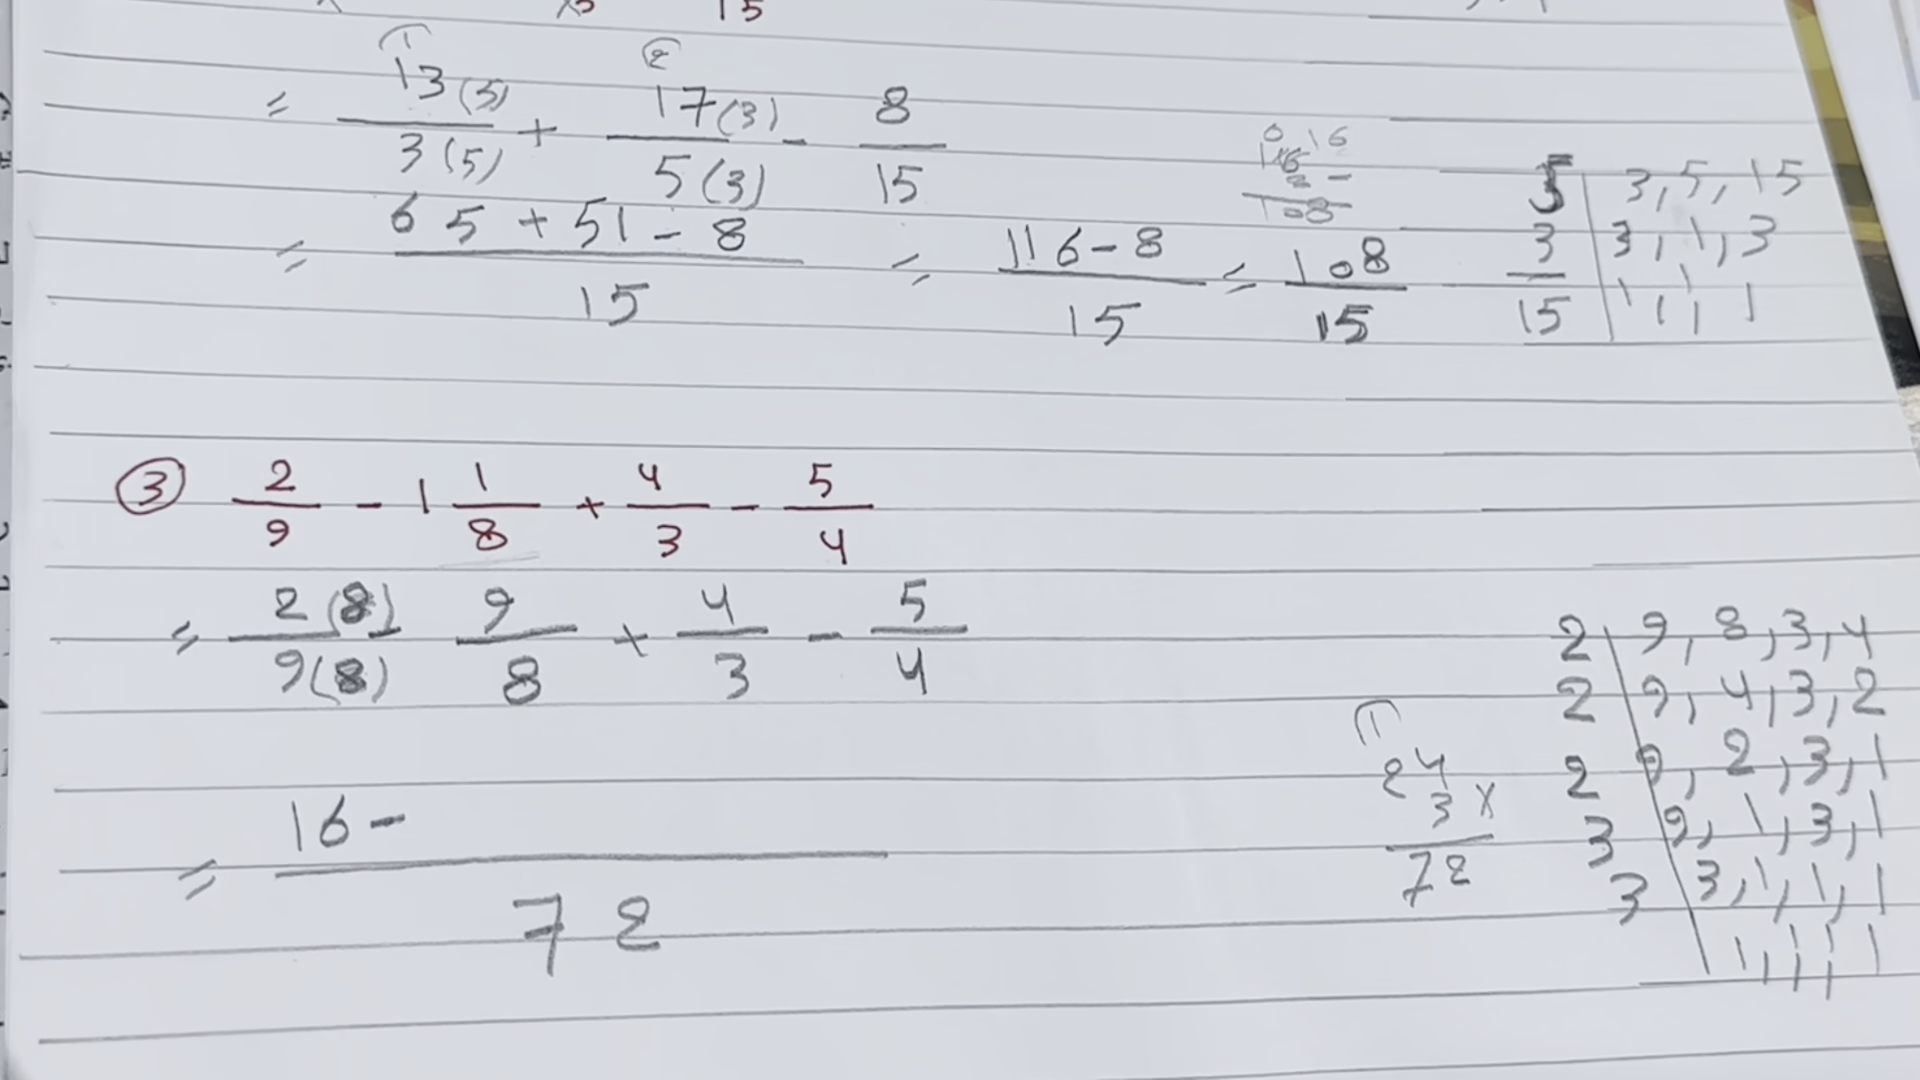 15
= 13(5)/3(5) + 17(3)/5(3) - 8/15
= (65 + 51 - 8)/15 = (116 - 8)/15 = 108/15
5 | 3, 5, 15
3 | 3, 1, 3
15 | 1, 1, 1
③ 2/9 - 1 1/8 + 4/3 - 5/4
= 2(8)/9(8) - 9/8 + 4/3 - 5/4
= 16 - /72
24
3 x
72
2 | 9, 8, 3, 4
2 | 9, 4, 3, 2
2 | 9, 2, 3, 1
3 | 9, 1, 3, 1
3 | 3, 1, 1, 1
1, 1, 1, 1